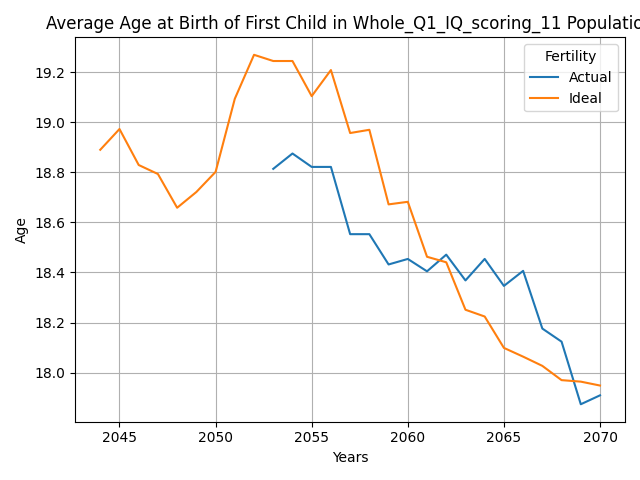 Average Age at Birth of First Child in Whole_Q1_IQ_scoring_11 Populatio
Fertility
Actual
Ideal
19.2
19.0
18.8
18.6
18.4
18.2
18.0
Age
2045 2050 2055 2060 2065 2070
Years